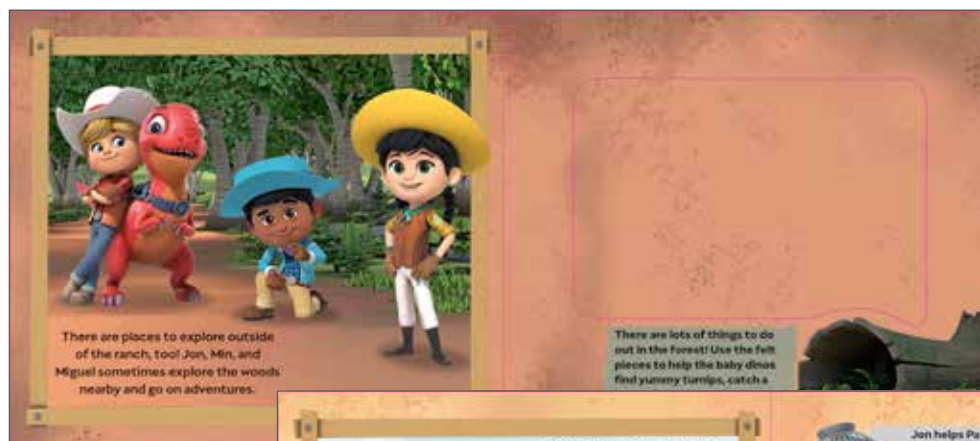 There are places to explore outside
of the ranch, too! Jon, Min, and
Miguel sometimes explore the woods
nearby and go on adventures.
There are lots of things to do
out in the forest! Use the felt
pieces to help the baby dinos
find yummy turnips, catch a
Jon helps